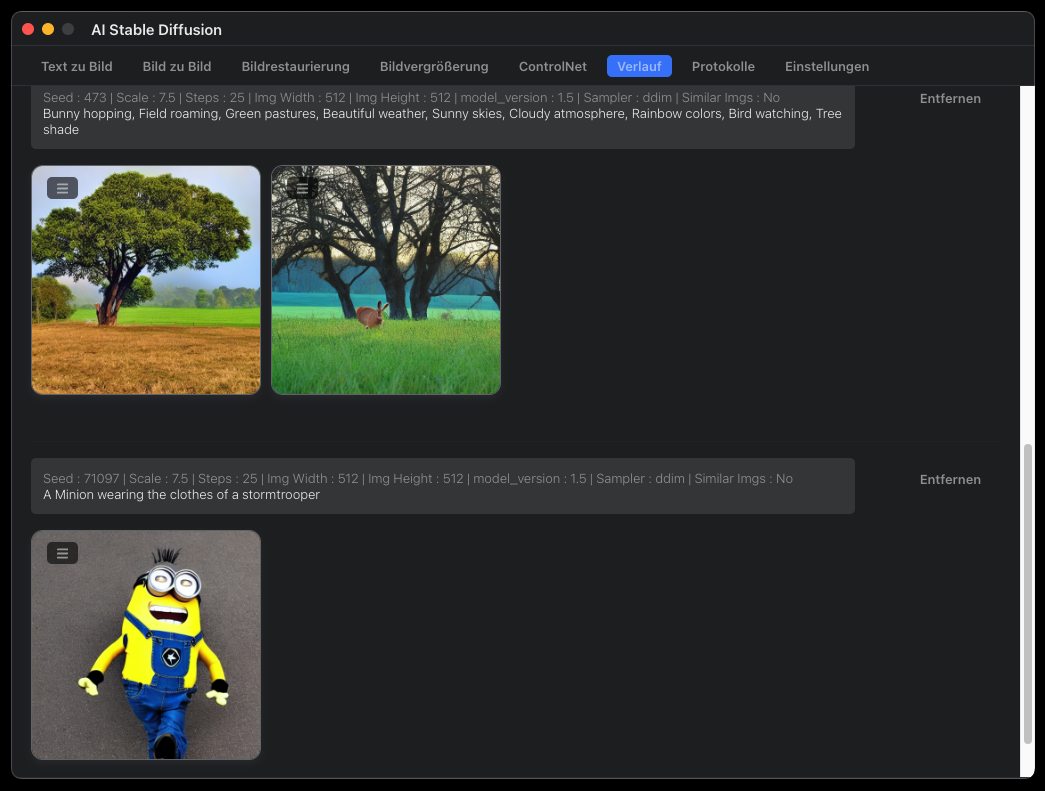 AI Stable Diffusion
Text zu Bild Bild zu Bild Bildrestaurierung Bildvergrößerung ControlNet Verlauf Protokolle Einstellungen
Seed : 473 | Scale : 7.5 | Steps : 25 | Img Width : 512 | Img Height : 512 | model_version : 1.5 | Sampler : ddim | Similar Imgs : No
Entfernen
Bunny hopping, Field roaming, Green pastures, Beautiful weather, Sunny skies, Cloudy atmosphere, Rainbow colors, Bird watching, Tree
shade
Seed : 71097 | Scale : 7.5 | Steps : 25 | Img Width : 512 | Img Height : 512 | model_version : 1.5 | Sampler : ddim | Similar Imgs : No
Entfernen
A Minion wearing the clothes of a stormtrooper